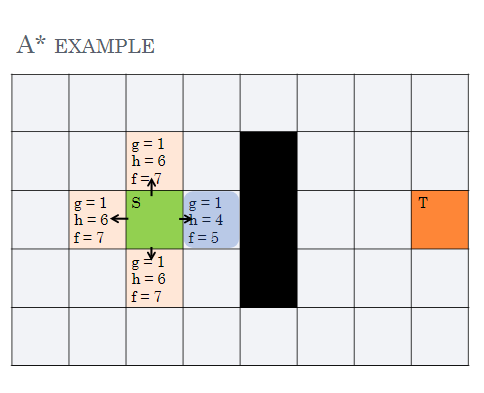 A* EXAMPLE
g = 1
h = 6
f = 7
g = 1
h = 6
f = 7
S
g = 1
h = 4
f = 5
T
g = 1
h = 6
f = 7